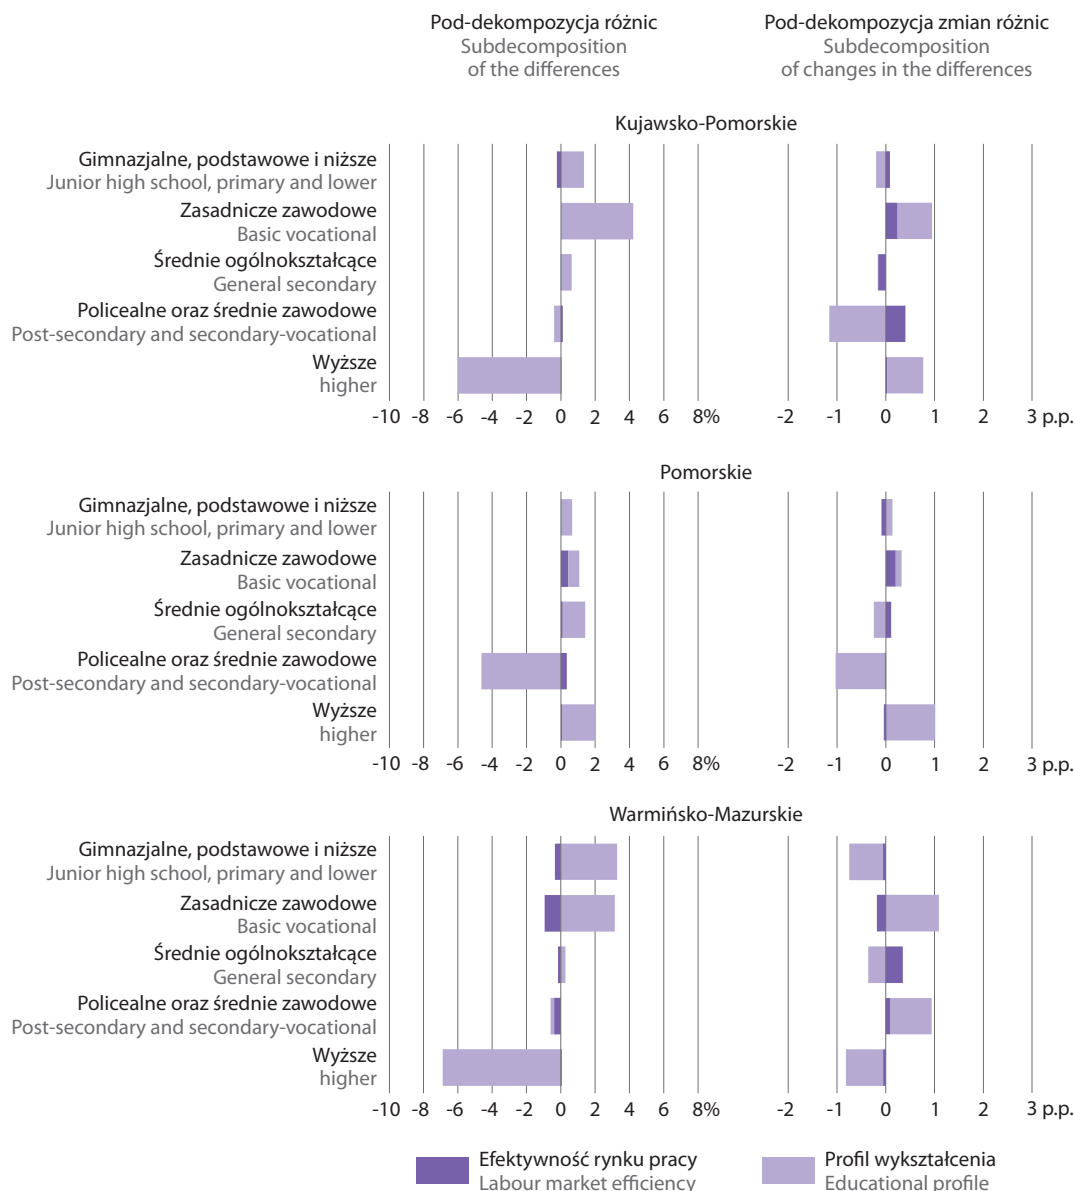 Pod-dekompozycja różnic
Subdecomposition
of the differences
Pod-dekompozycja zmian różnic
Subdecomposition
of changes in the differences
Kujawsko-Pomorskie
Gimnazjalne, podstawowe i niższe
Junior high school, primary and lower
Zasadnicze zawodowe
Basic vocational
Średnie ogólnokształcące
General secondary
Policealne oraz średnie zawodowe
Post-secondary and secondary-vocational
Wyższe
higher
-10 -8 -6 -4 -2 0 2 4 6 8%
-2 -1 0 1 2 3 p.p.
Pomorskie
Gimnazjalne, podstawowe i niższe
Junior high school, primary and lower
Zasadnicze zawodowe
Basic vocational
Średnie ogólnokształcące
General secondary
Policealne oraz średnie zawodowe
Post-secondary and secondary-vocational
Wyższe
higher
-10 -8 -6 -4 -2 0 2 4 6 8%
-2 -1 0 1 2 3 p.p.
Warmińsko-Mazurskie
Gimnazjalne, podstawowe i niższe
Junior high school, primary and lower
Zasadnicze zawodowe
Basic vocational
Średnie ogólnokształcące
General secondary
Policealne oraz średnie zawodowe
Post-secondary and secondary-vocational
Wyższe
higher
-10 -8 -6 -4 -2 0 2 4 6 8%
-2 -1 0 1 2 3 p.p.
Efektywność rynku pracy
Labour market efficiency
Profil wykształcenia
Educational profile